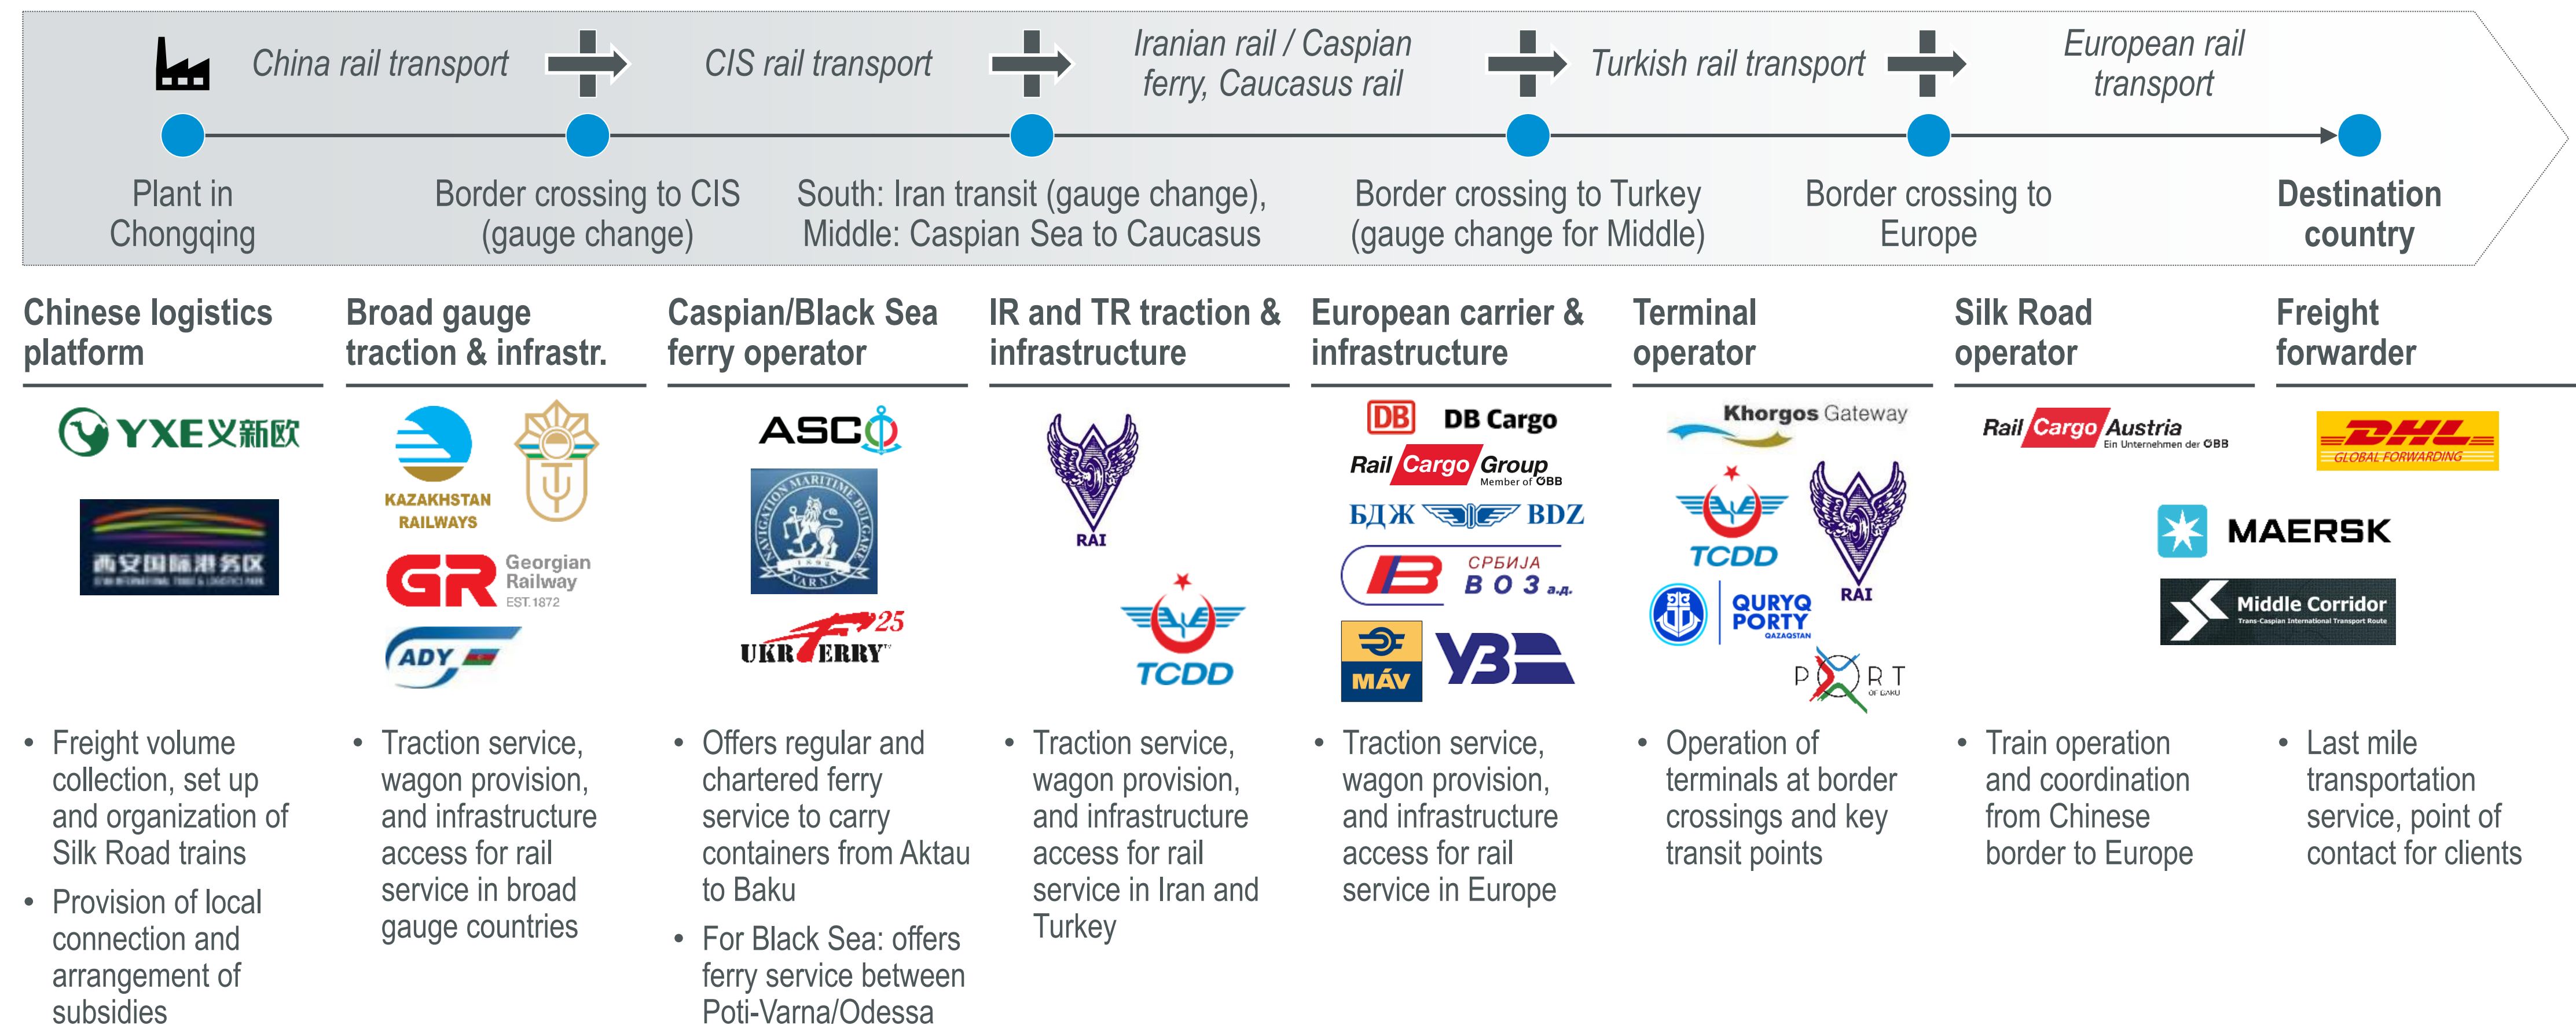 China rail transport
CIS rail transport
Iranian rail / Caspian
ferry, Caucasus rail
Turkish rail transport
European rail
transport
Plant in
Chongqing
Border crossing to CIS
(gauge change)
South: Iran transit (gauge change),
Middle: Caspian Sea to Caucasus
Border crossing to Turkey
(gauge change for Middle)
Border crossing to
Europe
Destination
country
Chinese logistics
platform
YXE义新欧
西安国际港务区
XI'AN INTERNATIONAL TRADE & LOGISTICS PARK
Freight volume
collection, set up
and organization of
Silk Road trains
Provision of local
connection and
arrangement of
subsidies
Broad gauge
traction & infrastr.
KAZAKHSTAN
RAILWAYS
UT
GR Georgian
Railway
EST. 1872
ADY
Traction service,
wagon provision,
and infrastructure
access for rail
service in broad
gauge countries
Caspian/Black Sea
ferry operator
ASCO
NAVIGATION MARITIME BULGARE
1892
VARNA
UKRFERRY 25
Offers regular and
chartered ferry
service to carry
containers from Aktau
to Baku
For Black Sea: offers
ferry service between
Poti-Varna/Odessa
IR and TR traction &
infrastructure
RAI
TCDD
Traction service,
wagon provision,
and infrastructure
access for rail
service in Iran and
Turkey
European carrier &
infrastructure
DB DB Cargo
Rail Cargo Group
Member of ÖBB
БДЖ BDZ
СРБИЈА
ВОЗ а.д.
MÁV
УЗ
Traction service,
wagon provision,
and infrastructure
access for rail
service in Europe
Terminal
operator
Khorgos Gateway
TCDD
RAI
QURYQ
PORTY
QAZAQSTAN
PORT
OF BAKU
Operation of
terminals at border
crossings and key
transit points
Silk Road
operator
Rail Cargo Austria
Ein Unternehmen der ÖBB
MAERSK
Middle Corridor
Trans-Caspian International Transport Route
Train operation
and coordination
from Chinese
border to Europe
Freight
forwarder
DHL
GLOBAL FORWARDING
Last mile
transportation
service, point of
contact for clients